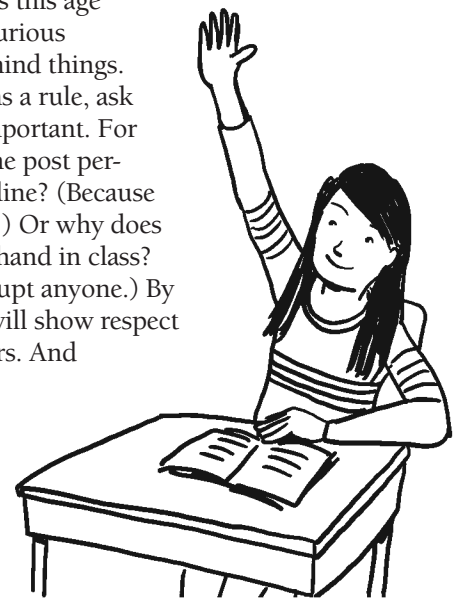 s this age
urious
ind things.
s a rule, ask
portant. For
e post per-
line? (Because
.) Or why does
hand in class?
upt anyone.) By
vill show respect
rs. And